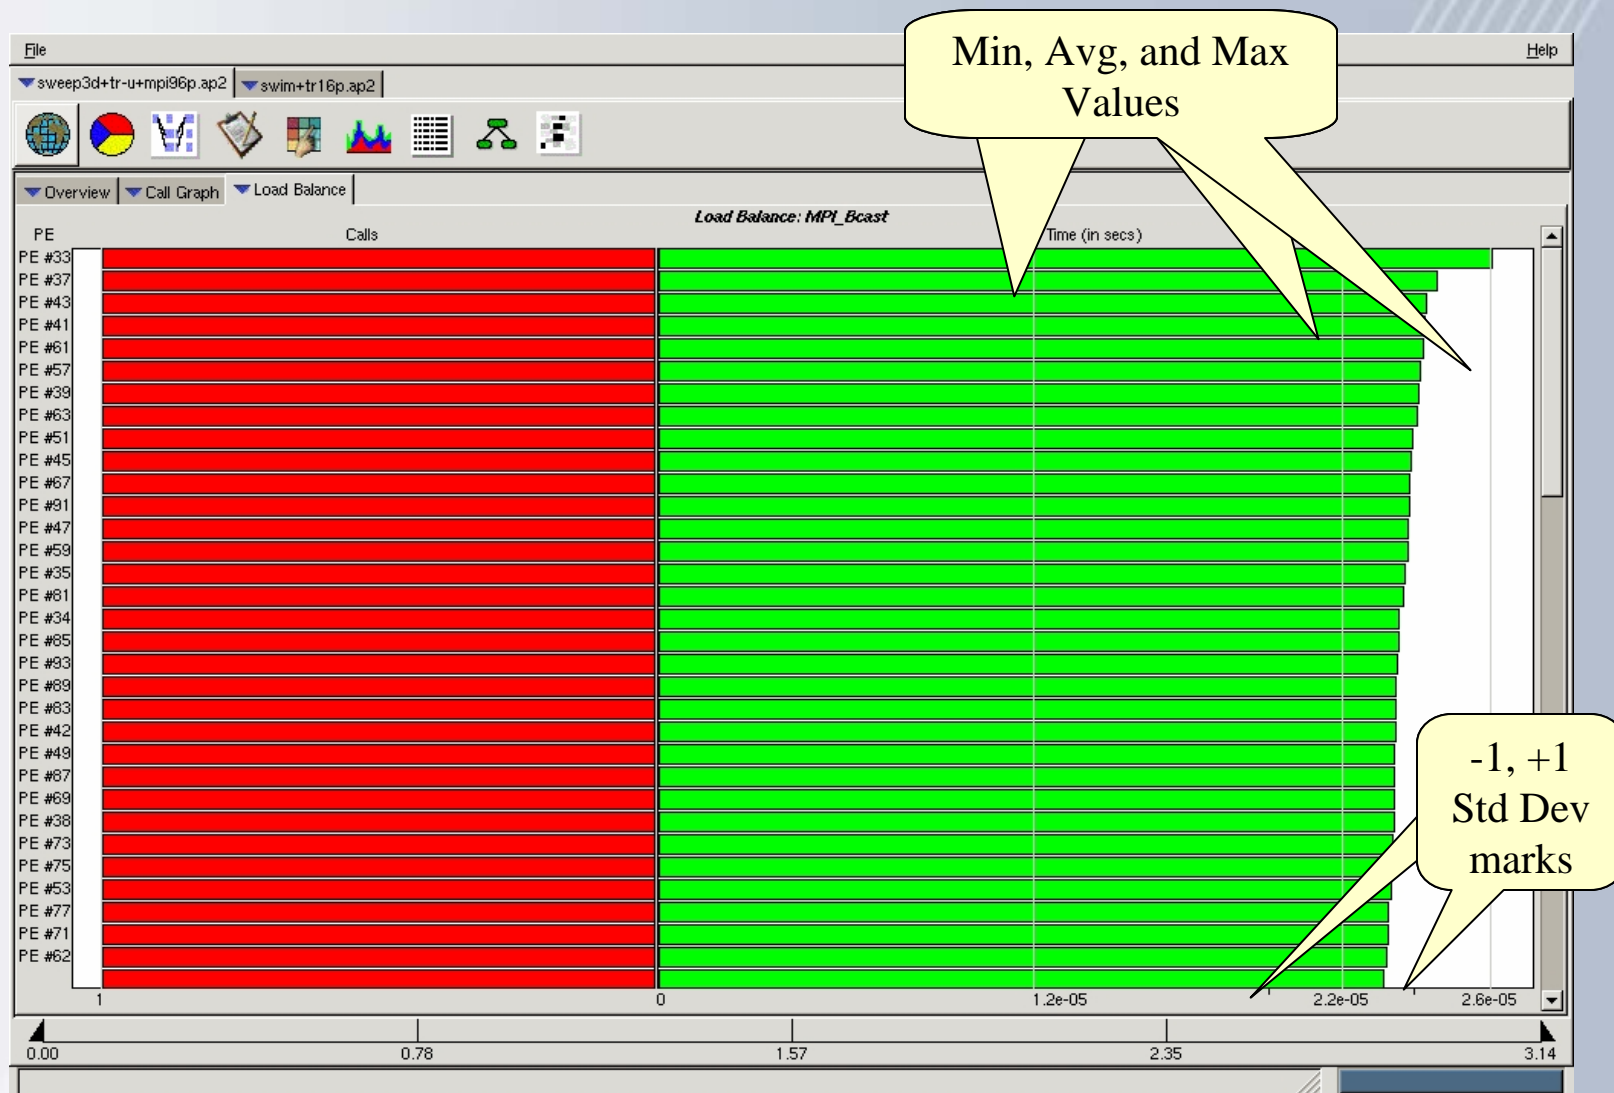 Min, Avg, and Max
Values
File
Help
sweep3d+tr-u+mpi96p.ap2
swim+tr16p.ap2
Overview
Call Graph
Load Balance
Load Balance: MPI_Bcast
PE
Calls
Time (in secs)
PE #33
PE #37
PE #43
PE #41
PE #61
PE #57
PE #39
PE #63
PE #51
PE #45
PE #67
PE #91
PE #47
PE #59
PE #35
PE #81
PE #34
PE #85
PE #93
PE #89
PE #83
PE #42
PE #49
PE #87
PE #69
PE #38
PE #73
PE #75
PE #53
PE #77
PE #71
PE #62
-1, +1
Std Dev
marks
1
0
1.2e-05
2.2e-05
2.6e-05
0.00
0.78
1.57
2.35
3.14